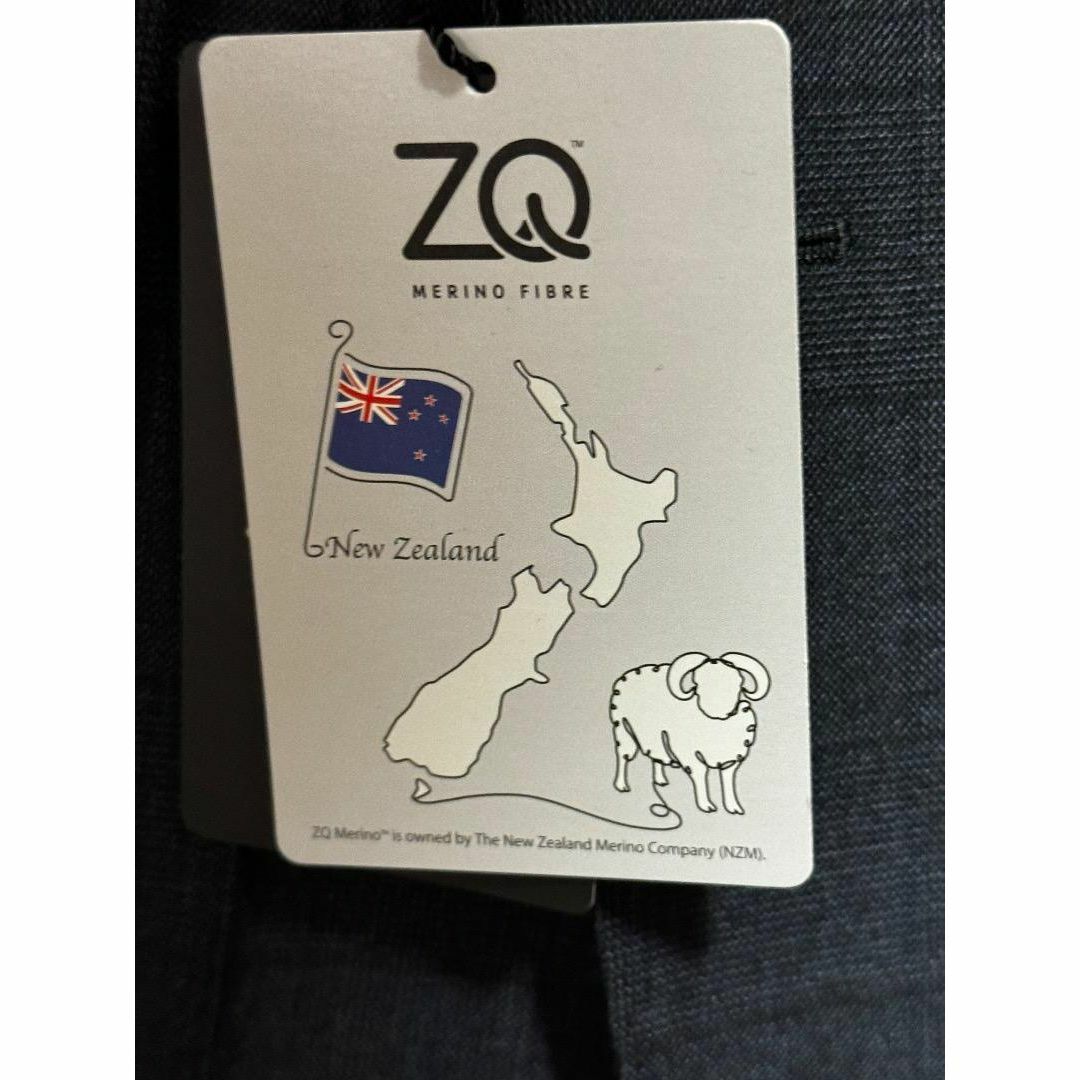 ZQ™
MERINO FIBRE
New Zealand
ZQ Merino™ is owned by The New Zealand Merino Company (NZM).